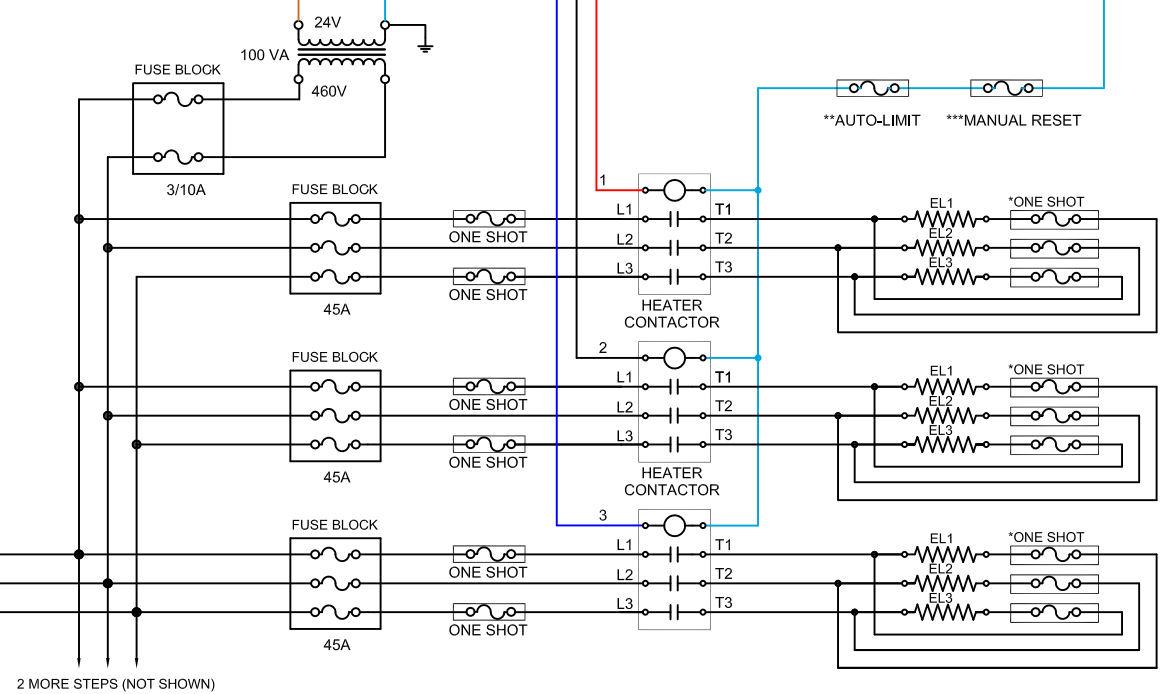 24V
100 VA
FUSE BLOCK
460V
**AUTO-LIMIT
***MANUAL RESET
3/10A
FUSE BLOCK
1
L1
T1
EL1
*ONE SHOT
ONE SHOT
L2
T2
EL2
L3
T3
EL3
ONE SHOT
45A
HEATER
CONTACTOR
FUSE BLOCK
2
L1
T1
EL1
*ONE SHOT
ONE SHOT
L2
T2
EL2
L3
T3
EL3
ONE SHOT
45A
HEATER
CONTACTOR
FUSE BLOCK
3
L1
T1
EL1
*ONE SHOT
ONE SHOT
L2
T2
EL2
L3
T3
EL3
ONE SHOT
45A
2 MORE STEPS (NOT SHOWN)